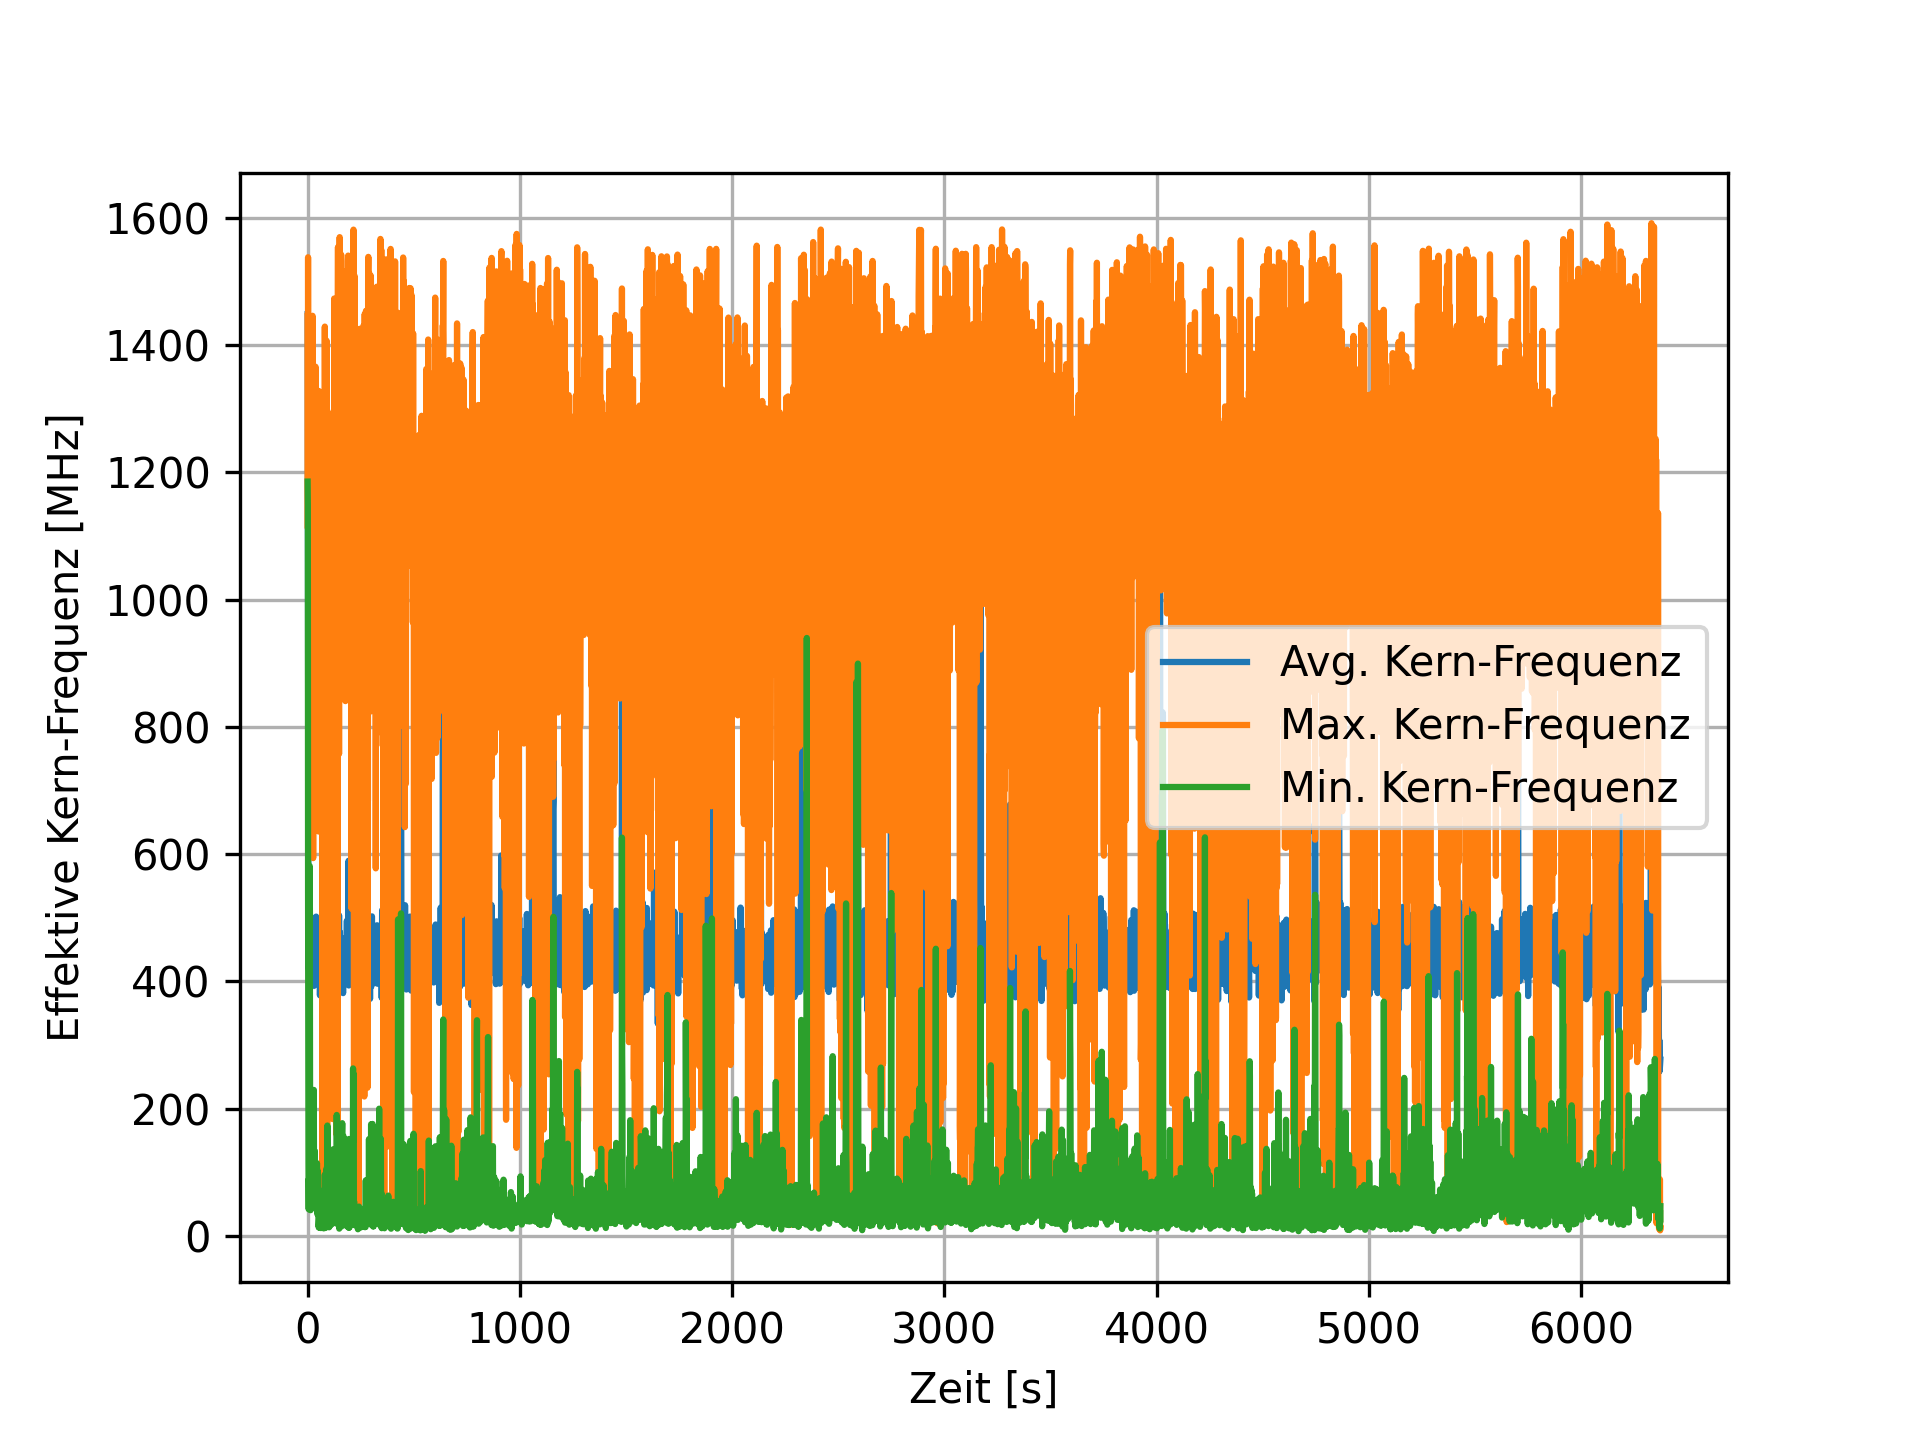 Effektive Kern-Frequenz [MHz]
1600
1400
1200
1000
800
600
400
200
0
Avg. Kern-Frequenz
Max. Kern-Frequenz
Min. Kern-Frequenz
0 1000 2000 3000 4000 5000 6000
Zeit [s]